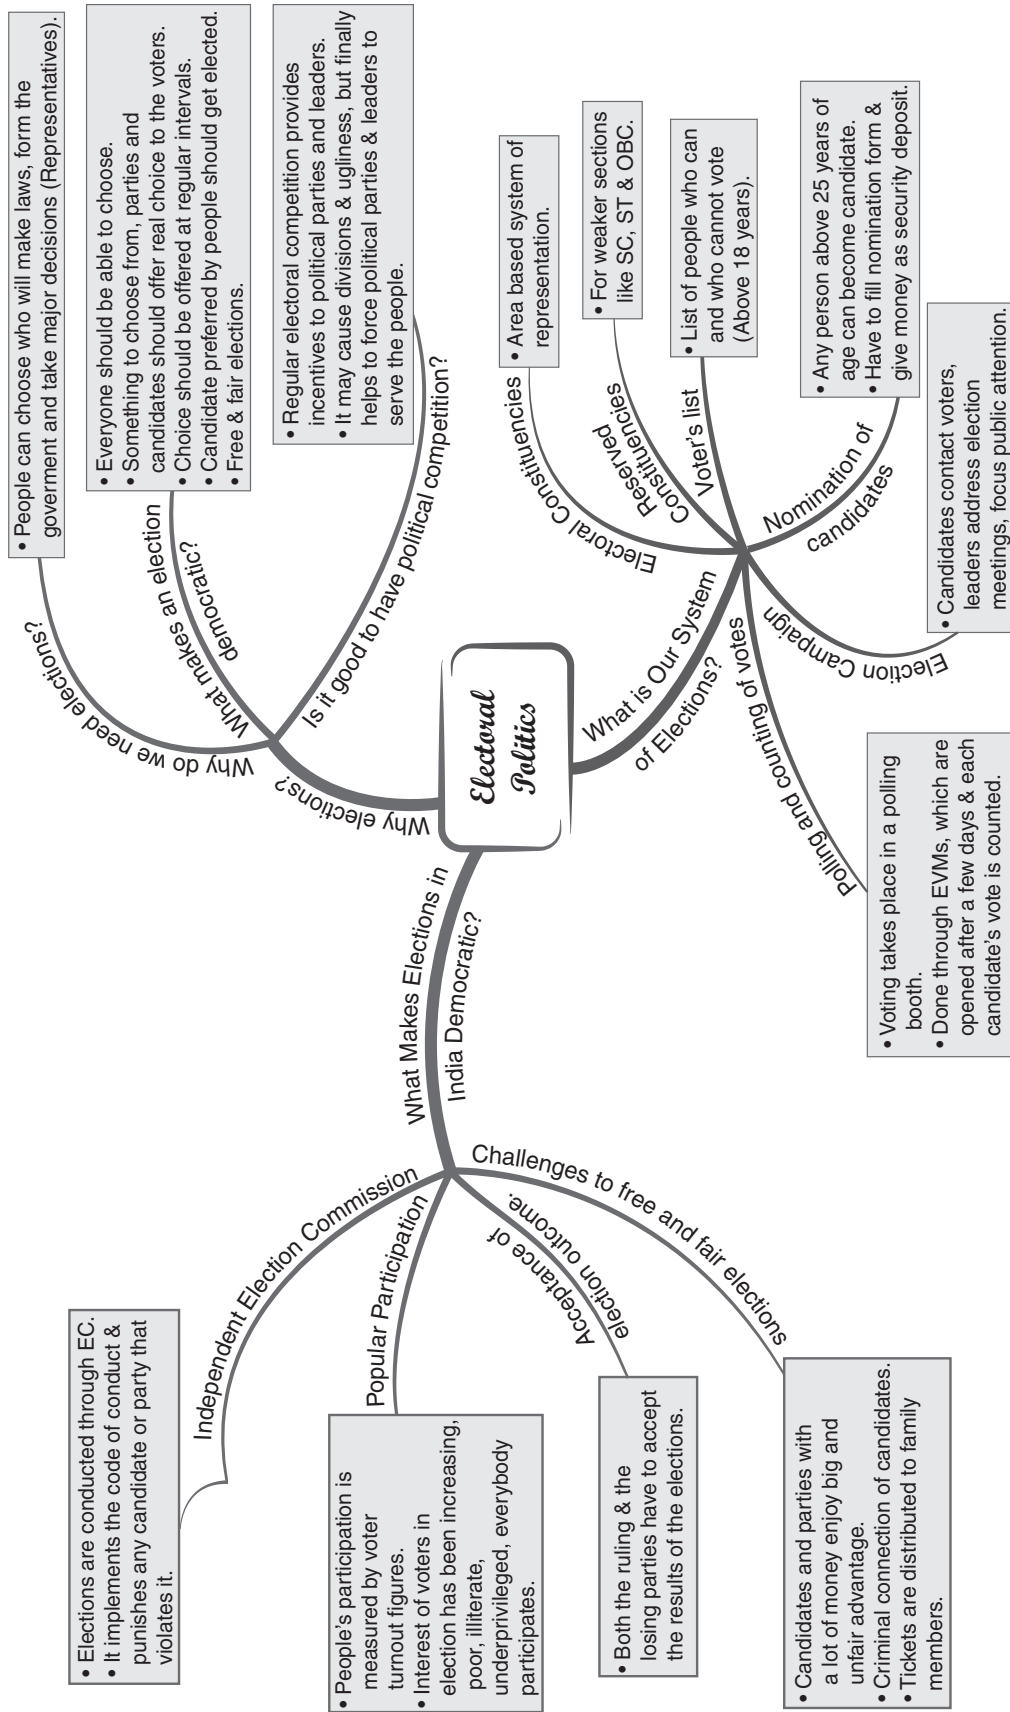 Electoral
Politics
Why elections?
Why do we need elections?
• People can choose who will make laws, form the
goverment and take major decisions (Representatives).
What makes an election
democratic?
• Everyone should be able to choose.
• Something to choose from, parties and
candidates should offer real choice to the voters.
• Choice should be offered at regular intervals.
• Candidate preferred by people should get elected.
• Free & fair elections.
Is it good to have political competition?
• Regular electoral competition provides
incentives to political parties and leaders.
• It may cause divisions & ugliness, but finally
helps to force political parties & leaders to
serve the people.
What is Our System
of Elections?
Electoral Constituencies
• Area based system of
representation.
Reserved
Constituencies
• For weaker sections
like SC, ST & OBC.
Voter's list
• List of people who can
and who cannot vote
(Above 18 years).
Nomination of
candidates
• Any person above 25 years of
age can become candidate.
• Have to fill nomination form &
give money as security deposit.
Election Campaign
• Candidates contact voters,
leaders address election
meetings, focus public attention.
Polling and counting of votes
• Voting takes place in a polling
booth.
• Done through EVMs, which are
opened after a few days & each
candidate's vote is counted.
What Makes Elections in
India Democratic?
Independent Election Commission
• Elections are conducted through EC.
• It implements the code of conduct &
punishes any candidate or party that
violates it.
Popular Participation
• People's participation is
measured by voter
turnout figures.
• Interest of voters in
election has been increasing,
poor, illiterate,
underprivileged, everybody
participates.
Acceptance of
election outcome.
• Both the ruling & the
losing parties have to accept
the results of the elections.
Challenges to free and fair elections
• Candidates and parties with
a lot of money enjoy big and
unfair advantage.
• Criminal connection of candidates.
• Tickets are distributed to family
members.